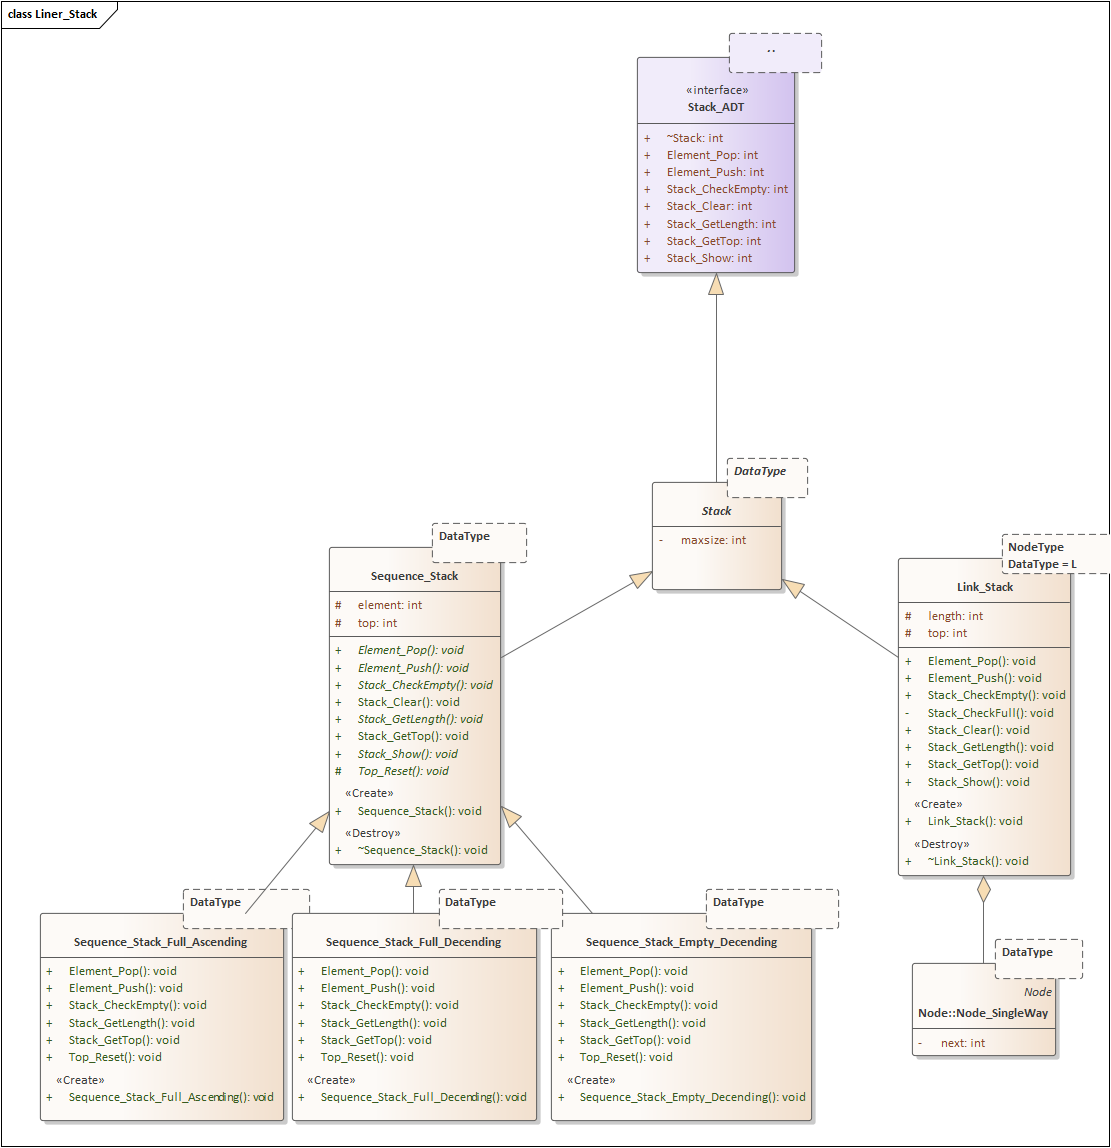 class Liner_Stack
..
«interface»
Stack_ADT
+ ~Stack: int
+ Element_Pop: int
+ Element_Push: int
+ Stack_CheckEmpty: int
+ Stack_Clear: int
+ Stack_GetLength: int
+ Stack_GetTop: int
+ Stack_Show: int
DataType
Stack
- maxsize: int
DataType
Sequence_Stack
# element: int
# top: int
+ Element_Pop(): void
+ Element_Push(): void
+ Stack_CheckEmpty(): void
+ Stack_Clear(): void
+ Stack_GetLength(): void
+ Stack_GetTop(): void
+ Stack_Show(): void
# Top_Reset(): void
«Create»
+ Sequence_Stack(): void
«Destroy»
+ ~Sequence_Stack(): void
NodeType
DataType = L
Link_Stack
# length: int
# top: int
+ Element_Pop(): void
+ Element_Push(): void
+ Stack_CheckEmpty(): void
- Stack_CheckFull(): void
+ Stack_Clear(): void
+ Stack_GetLength(): void
+ Stack_GetTop(): void
+ Stack_Show(): void
«Create»
+ Link_Stack(): void
«Destroy»
+ ~Link_Stack(): void
DataType
Sequence_Stack_Full_Ascending
+ Element_Pop(): void
+ Element_Push(): void
+ Stack_CheckEmpty(): void
+ Stack_GetLength(): void
+ Stack_GetTop(): void
+ Top_Reset(): void
«Create»
+ Sequence_Stack_Full_Ascending(): void
DataType
Sequence_Stack_Full_Decending
+ Element_Pop(): void
+ Element_Push(): void
+ Stack_CheckEmpty(): void
+ Stack_GetLength(): void
+ Stack_GetTop(): void
+ Top_Reset(): void
«Create»
+ Sequence_Stack_Full_Decending(): void
DataType
Sequence_Stack_Empty_Decending
+ Element_Pop(): void
+ Element_Push(): void
+ Stack_CheckEmpty(): void
+ Stack_GetLength(): void
+ Stack_GetTop(): void
+ Top_Reset(): void
«Create»
+ Sequence_Stack_Empty_Decending(): void
DataType
Node
Node::Node_SingleWay
- next: int